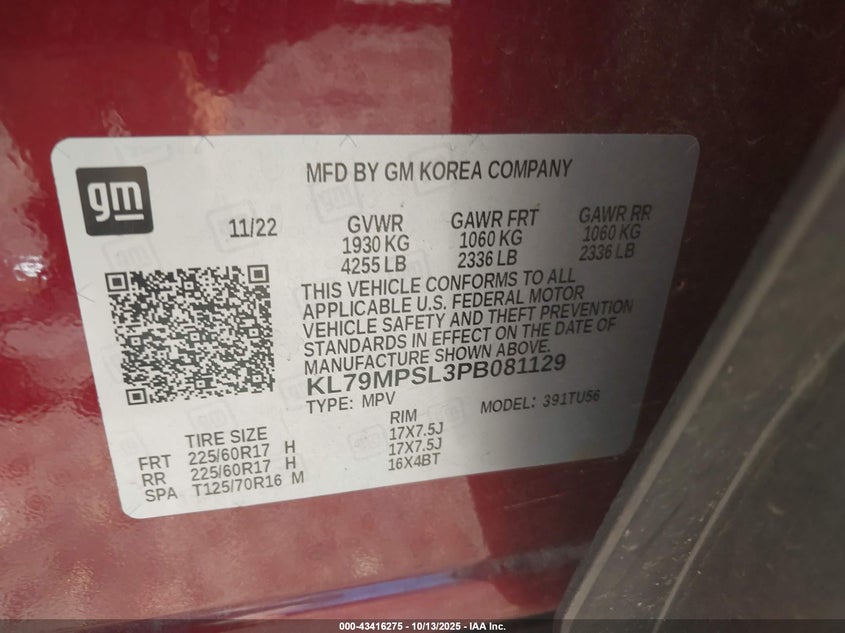 gm
MFD BY GM KOREA COMPANY
11/22
GVWR GAWR FRT GAWR RR
1930 KG 1060 KG 1060 KG
4255 LB 2336 LB 2336 LB
THIS VEHICLE CONFORMS TO ALL
APPLICABLE U.S. FEDERAL MOTOR
VEHICLE SAFETY AND THEFT PREVENTION
STANDARDS IN EFFECT ON THE DATE OF
MANUFACTURE SHOWN ABOVE.
KL79MPSL3PB081129
TYPE: MPV MODEL: 391TU56
TIRE SIZE RIM
FRT 225/60R17 H 17X7.5J
RR 225/60R17 H 17X7.5J
SPA T125/70R16 M 16X4BT
000-43416275 - 10/13/2025 - IAA Inc.